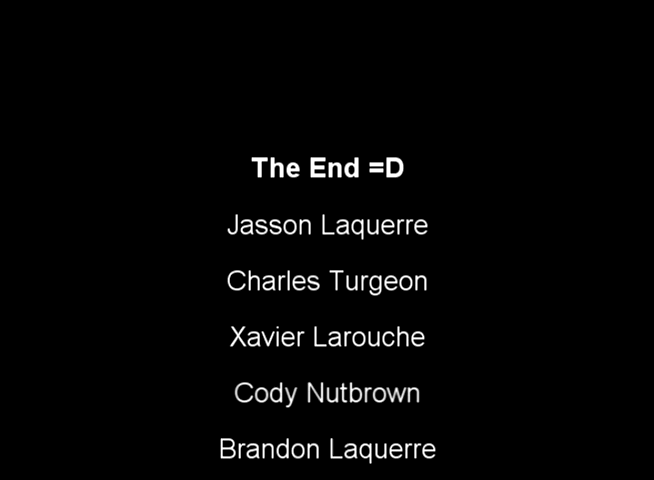 The End =D
Jasson Laquerre
Charles Turgeon
Xavier Larouche
Cody Nutbrown
Brandon Laquerre